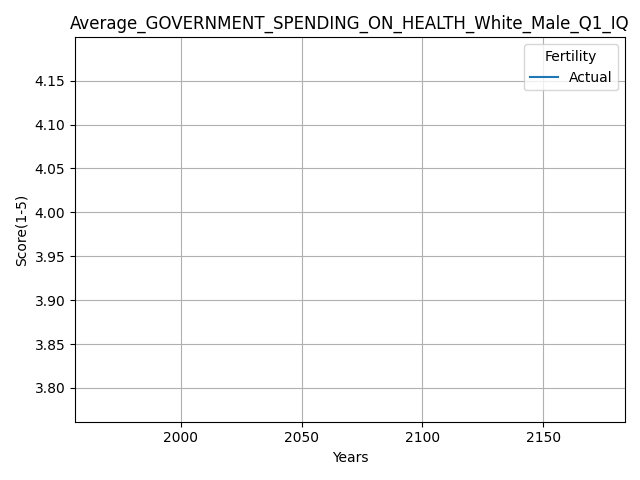 Average_GOVERNMENT_SPENDING_ON_HEALTH_White_Male_Q1_IQ
Fertility
Actual
4.15
4.10
4.05
4.00
3.95
3.90
3.85
3.80
Score(1-5)
2000 2050 2100 2150
Years